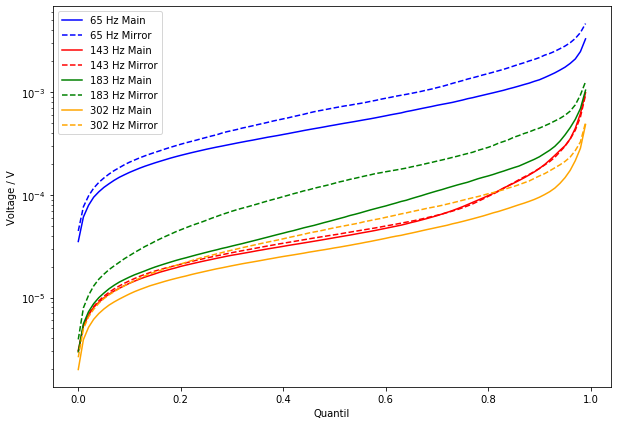 65 Hz Main
65 Hz Mirror
143 Hz Main
143 Hz Mirror
183 Hz Main
183 Hz Mirror
302 Hz Main
302 Hz Mirror
10⁻³
10⁻⁴
10⁻⁵
Voltage / V
0.0 0.2 0.4 0.6 0.8 1.0
Quantil